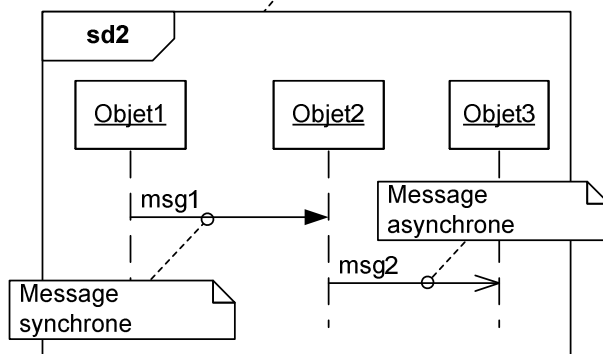 sd2
Objet1
Objet2
Objet3
msg1
Message
asynchrone
msg2
Message
synchrone